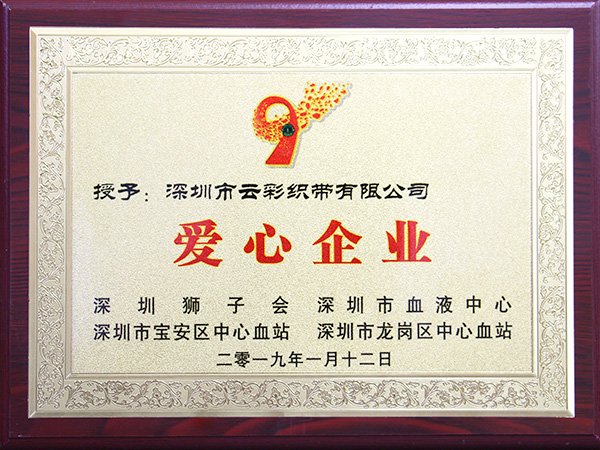 授予：深圳市云彩织带有限公司
爱心企业
深圳狮子会 深圳市血液中心
深圳市宝安区中心血站 深圳市龙岗区中心血站
二零一九年一月十二日